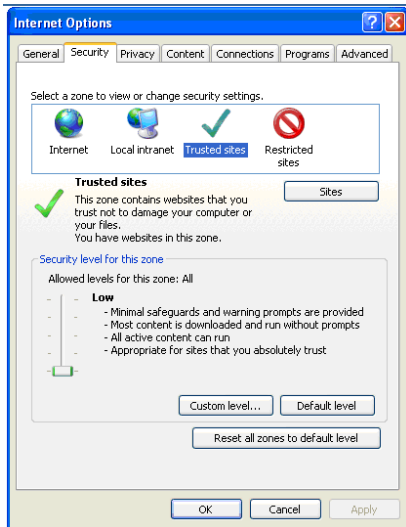 Internet Options
General Security Privacy Content Connections Programs Advanced
Select a zone to view or change security settings.
Internet Local intranet Trusted sites Restricted
sites
Trusted sites
Sites
This zone contains websites that you
trust not to damage your computer or
your files.
You have websites in this zone.
Security level for this zone
Allowed levels for this zone: All
Low
- Minimal safeguards and warning prompts are provided
- Most content is downloaded and run without prompts
- All active content can run
- Appropriate for sites that you absolutely trust
Custom level... Default level
Reset all zones to default level
OK Cancel Apply